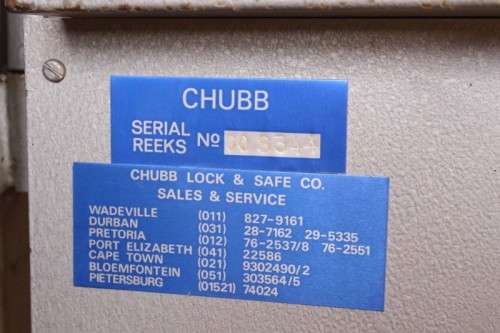 CHUBB
SERIAL
REEKS Nº
CHUBB LOCK & SAFE CO.
SALES & SERVICE
WADEVILLE (011) 827-9161
DURBAN (031) 28-7162 29-5335
PRETORIA (012) 76-2537/8 76-2551
PORT ELIZABETH (041) 22586
CAPE TOWN (021) 9302490/2
BLOEMFONTEIN (051) 303564/5
PIETERSBURG (01521) 74024